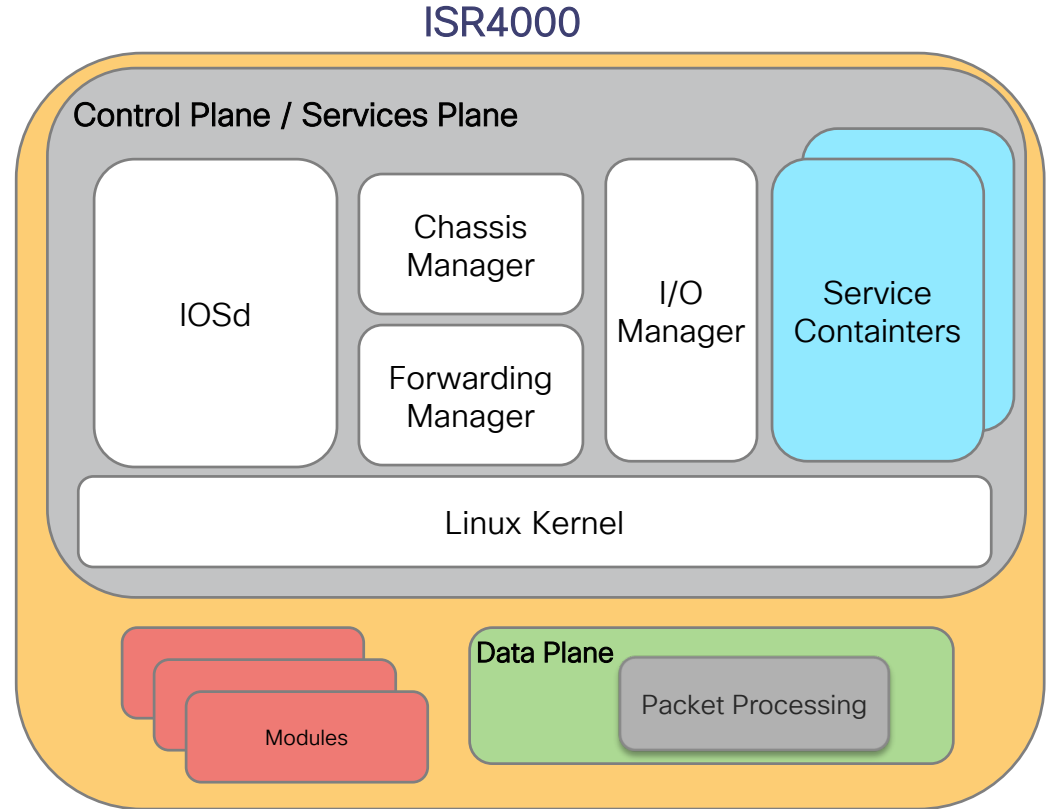 ISR4000
Control Plane / Services Plane
IOSd
Chassis
Manager
Forwarding
Manager
I/O
Manager
Service
Containters
Linux Kernel
Modules
Data Plane
Packet Processing